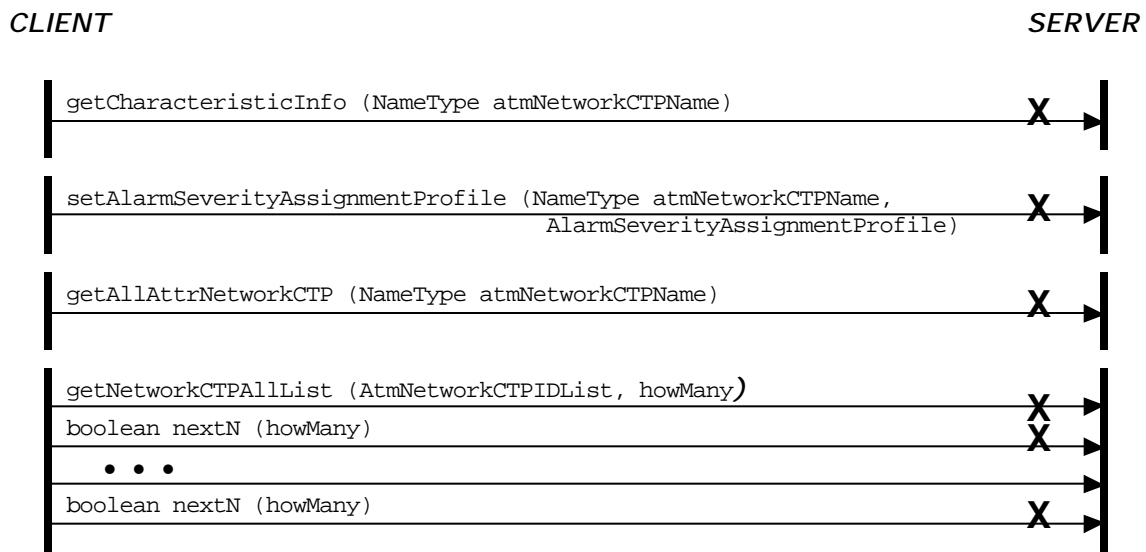 CLIENT SERVER
getCharacteristicInfo (NameType atmNetworkCTPName)
X
setAlarmSeverityAssignmentProfile (NameType atmNetworkCTPName,
X
AlarmSeverityAssignmentProfile)
getAllAttrNetworkCTP (NameType atmNetworkCTPName)
X
getNetworkCTPAllList (AtmNetworkCTPIDList, howMany)
X
boolean nextN (howMany)
X
• • •
boolean nextN (howMany)
X